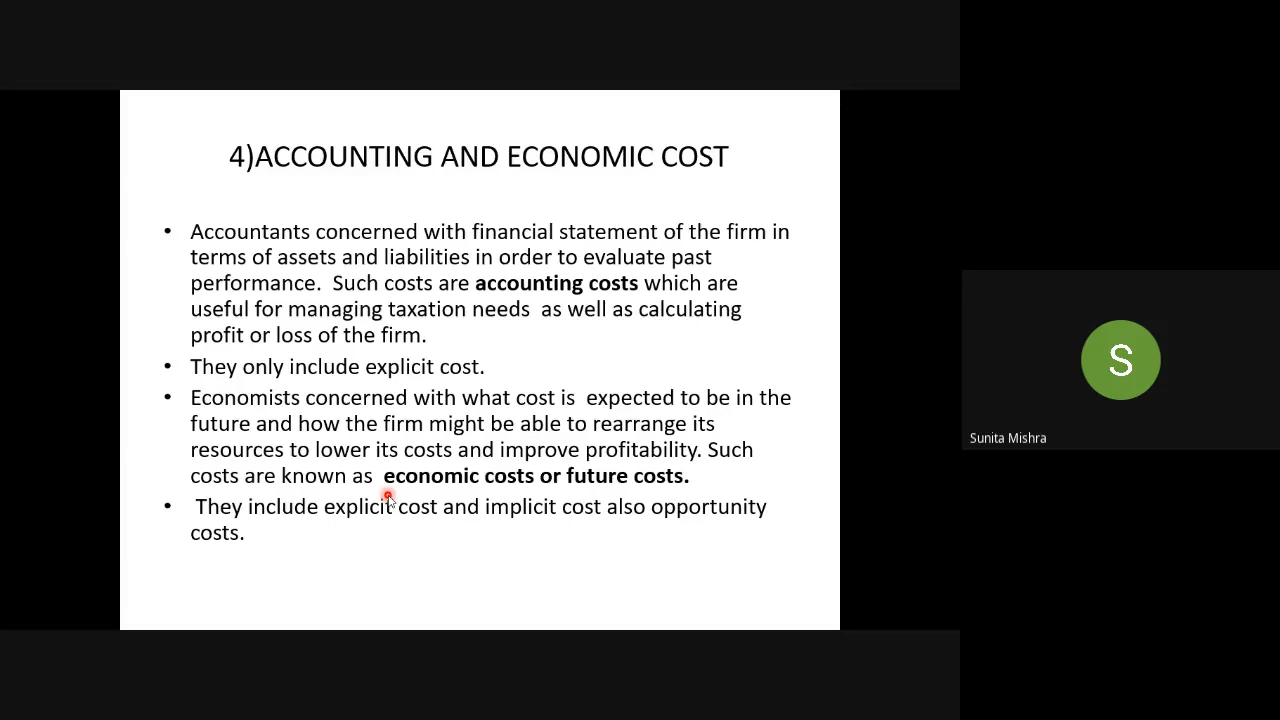 4)ACCOUNTING AND ECONOMIC COST
• Accountants concerned with financial statement of the firm in
terms of assets and liabilities in order to evaluate past
performance.  Such costs are accounting costs which are
useful for managing taxation needs  as well as calculating
profit or loss of the firm.
• They only include explicit cost.
• Economists concerned with what cost is  expected to be in the
future and how the firm might be able to rearrange its
resources to lower its costs and improve profitability. Such
costs are known as  economic costs or future costs.
• They include explicit cost and implicit cost also opportunity
costs.
S
Sunita Mishra